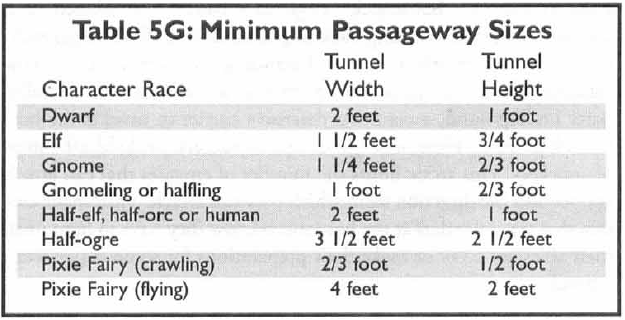 Table 5G: Minimum Passageway Sizes
Tunnel Tunnel
Character Race Width Height
Dwarf 2 feet 1 foot
Elf 1 1/2 feet 3/4 foot
Gnome 1 1/4 feet 2/3 foot
Gnomeling or halfling 1 foot 2/3 foot
Half-elf, half-orc or human 2 feet 1 foot
Half-ogre 3 1/2 feet 2 1/2 feet
Pixie Fairy (crawling) 2/3 foot 1/2 foot
Pixie Fairy (flying) 4 feet 2 feet